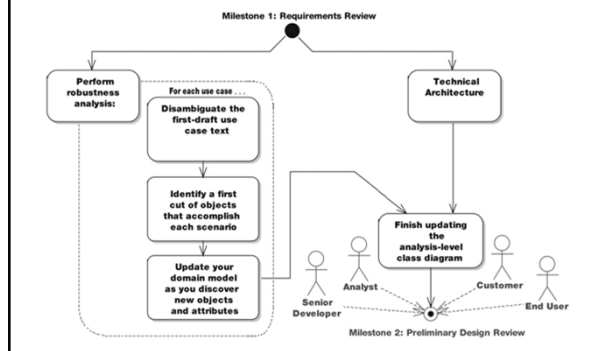 Milestone 1: Requirements Review
Perform
robustness
analysis:
For each use case . . .
Disambiguate the
first-draft use
case text
Identify a first
cut of objects
that accomplish
each scenario
Update your
domain model
as you discover
new objects
and attributes
Technical
Architecture
Finish updating
the
analysis-level
class diagram
Senior
Developer
Analyst
Customer
End User
Milestone 2: Preliminary Design Review